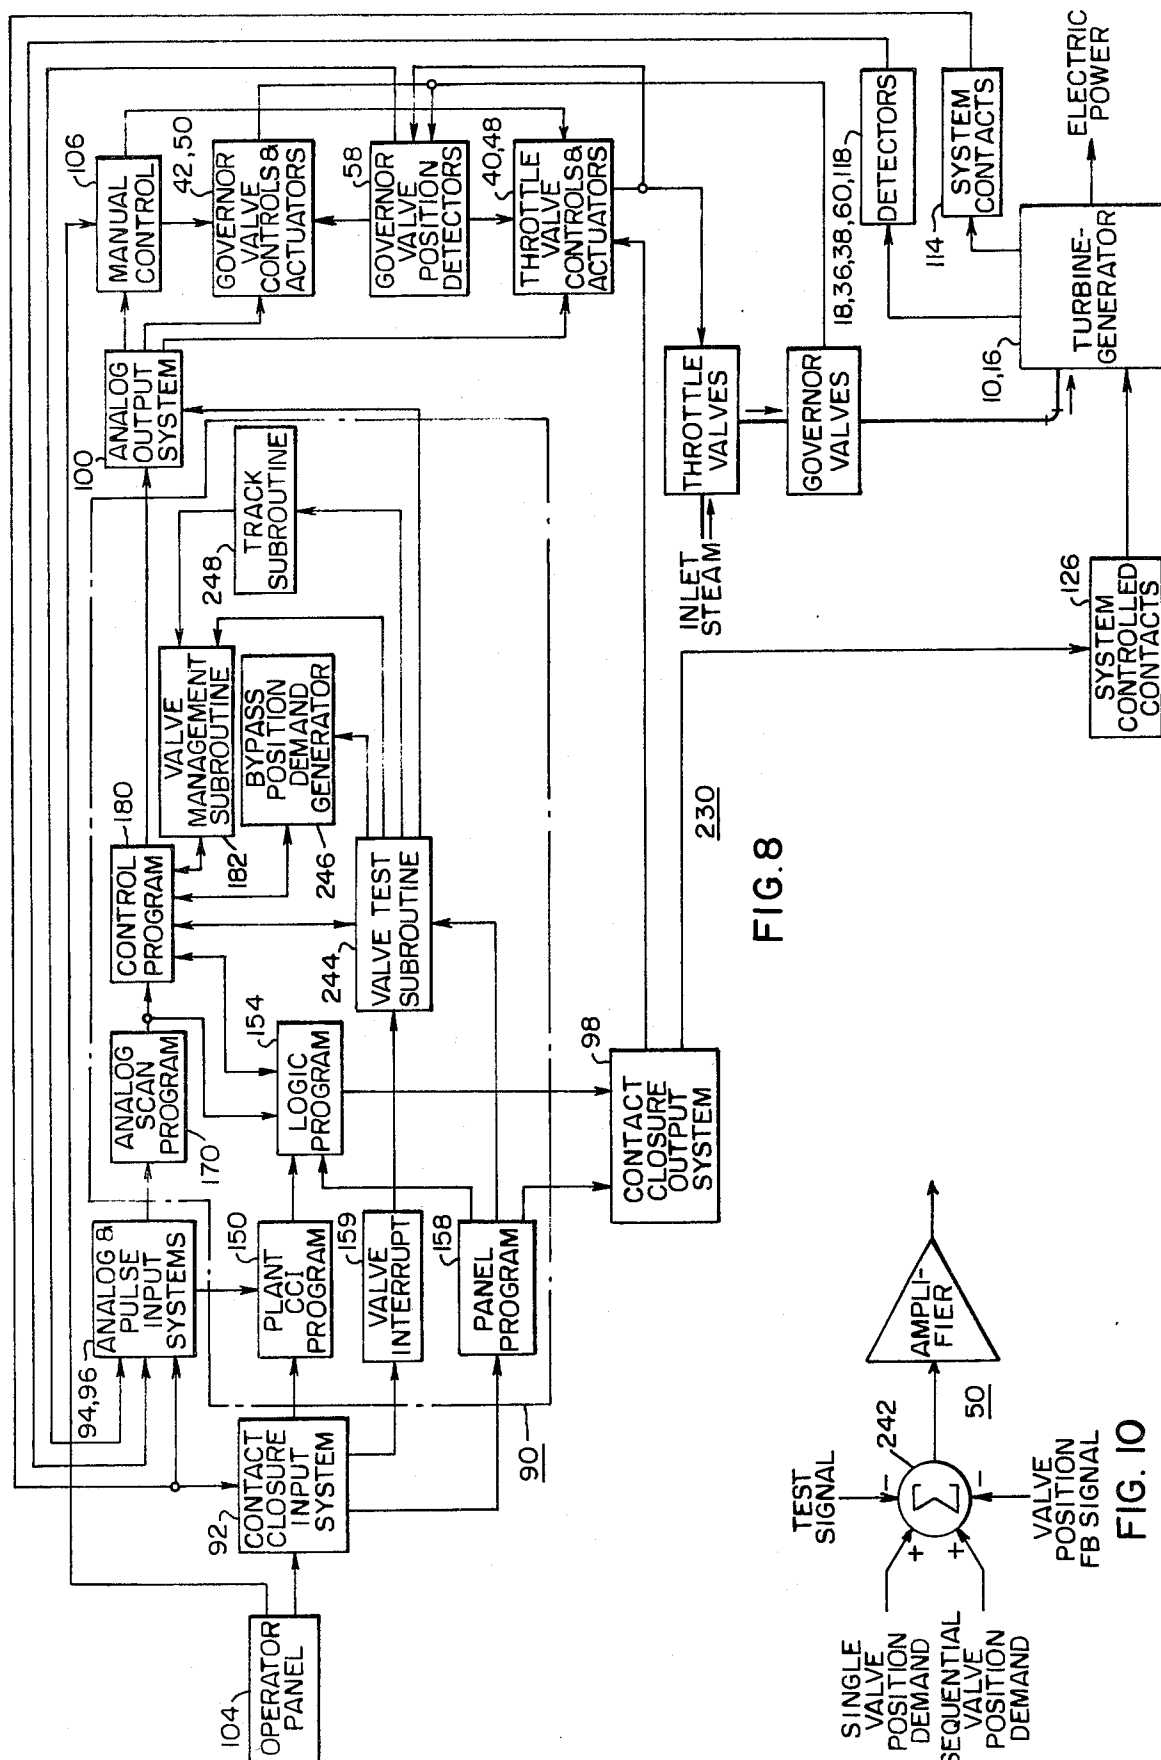 104
OPERATOR
PANEL
92
CONTACT
CLOSURE
INPUT
SYSTEM
94,96
ANALOG &
PULSE
INPUT
SYSTEMS
150
PLANT
CCI
PROGRAM
159
VALVE
INTERRUPT
158
PANEL
PROGRAM
90
ANALOG
SCAN
PROGRAM
170
154
LOGIC
PROGRAM
98
CONTACT
CLOSURE
OUTPUT
SYSTEM
180
CONTROL
PROGRAM
244
VALVE TEST
SUBROUTINE
VALVE
MANAGEMENT
SUBROUTINE
182
BYPASS
POSITION
DEMAND
GENERATOR
246
248
TRACK
SUBROUTINE
100
ANALOG
OUTPUT
SYSTEM
106
MANUAL
CONTROL
42,50
GOVERNOR
VALVE
CONTROLS &
ACTUATORS
58
GOVERNOR
VALVE
POSITION
DETECTORS
40,48
THROTTLE
VALVE
CONTROLS &
ACTUATORS
INLET
STEAM
THROTTLE
VALVES
GOVERNOR
VALVES
18,36,38,60,118
DETECTORS
114
SYSTEM
CONTACTS
10,16
TURBINE-
GENERATOR
ELECTRIC
POWER
126
SYSTEM
CONTROLLED
CONTACTS
230
FIG. 8
SINGLE
VALVE
POSITION
DEMAND
SEQUENTIAL
VALVE
POSITION
DEMAND
TEST
SIGNAL
-
+
+
-
Σ
242
VALVE
POSITION
FB SIGNAL
AMPLI-
FIER
50
FIG. 10